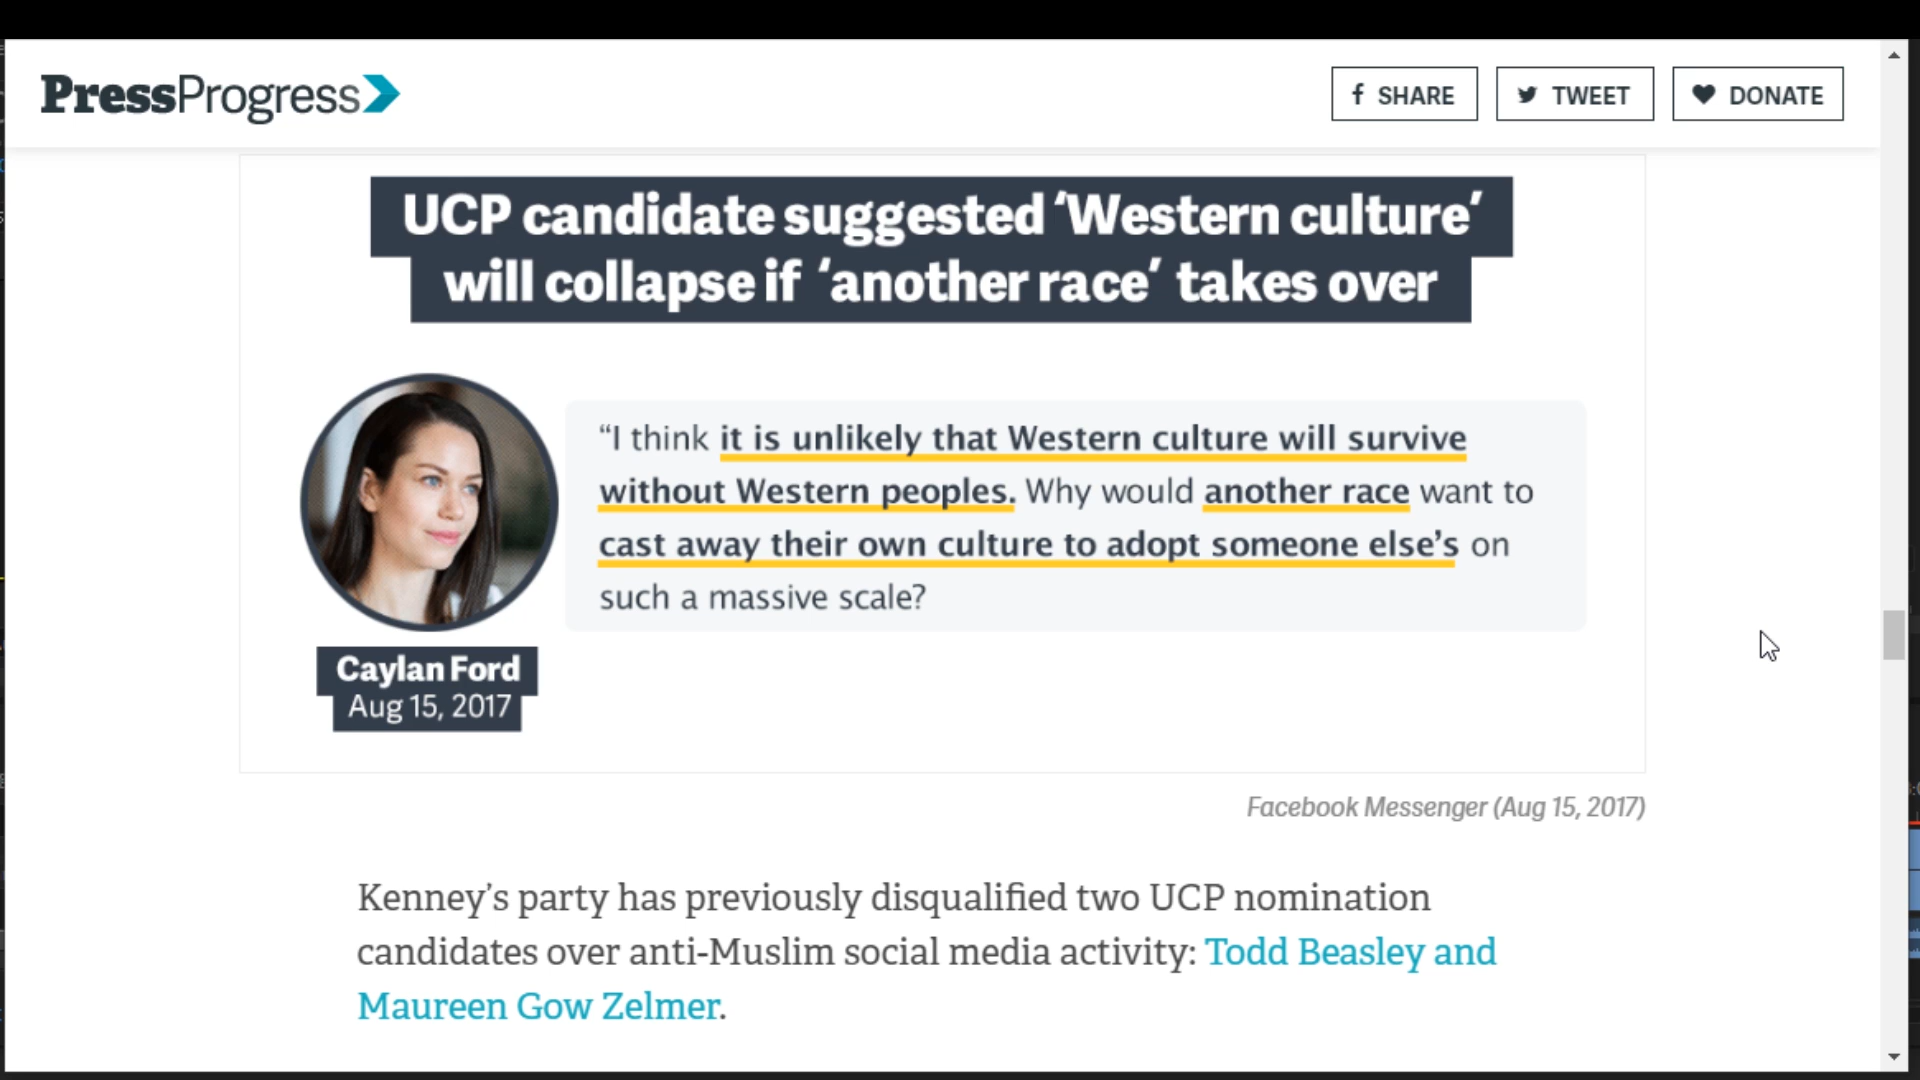 PressProgress
SHARE
TWEET
DONATE
UCP candidate suggested ‘Western culture’
will collapse if ‘another race’ takes over
“I think it is unlikely that Western culture will survive
without Western peoples. Why would another race want to
cast away their own culture to adopt someone else’s on
such a massive scale?
Caylan Ford
Aug 15, 2017
Facebook Messenger (Aug 15, 2017)
Kenney’s party has previously disqualified two UCP nomination
candidates over anti-Muslim social media activity: Todd Beasley and
Maureen Gow Zelmer.